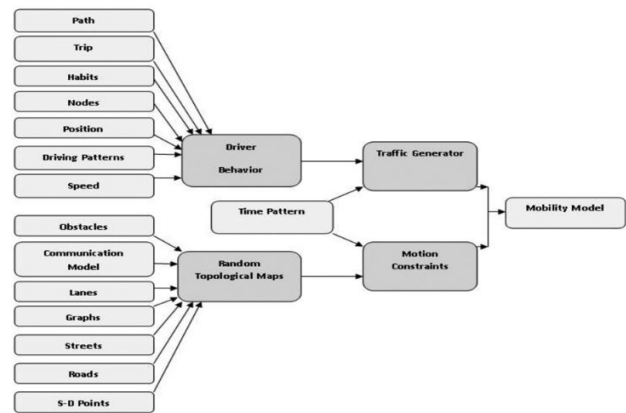 Path
Trip
Habits
Nodes
Position
Driving Patterns
Speed
Driver
Behavior
Traffic Generator
Time Pattern
Mobility Model
Obstacles
Communication
Model
Lanes
Graphs
Streets
Roads
S-D Points
Random
Topological Maps
Motion
Constraints